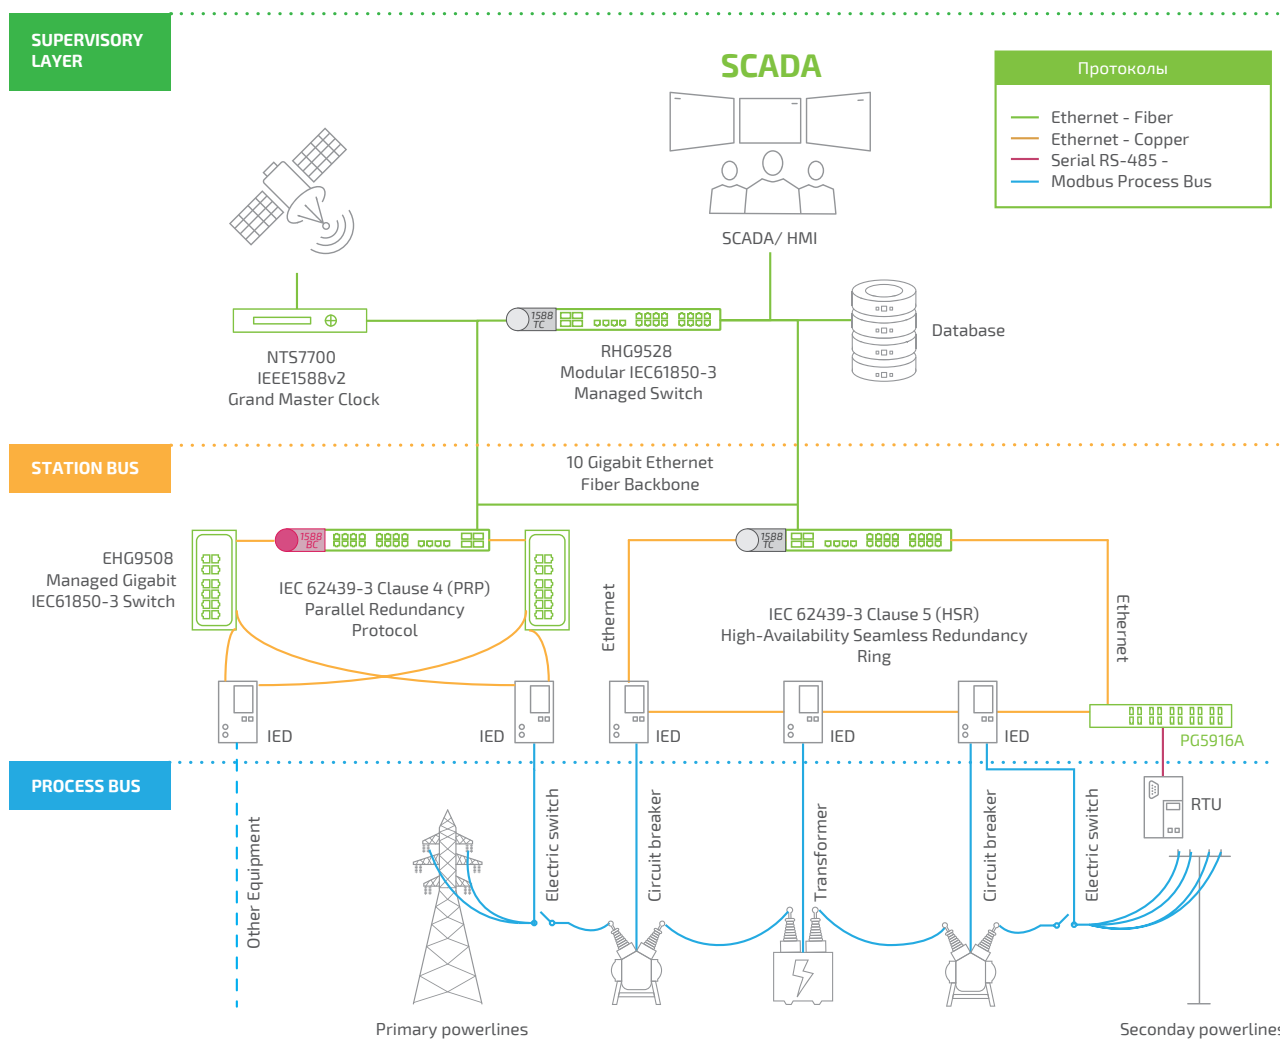 SUPERVISORY
LAYER
SCADA
SCADA/ HMI
Протоколы
Ethernet - Fiber
Ethernet - Copper
Serial RS-485 -
Modbus Process Bus
NTS7700
IEEE1588v2
Grand Master Clock
1588
TC
RHG9528
Modular IEC61850-3
Managed Switch
Database
STATION BUS
10 Gigabit Ethernet
Fiber Backbone
EHG9508
Managed Gigabit
IEC61850-3 Switch
1588
BC
IEC 62439-3 Clause 4 (PRP)
Parallel Redundancy
Protocol
1588
TC
Ethernet
IEC 62439-3 Clause 5 (HSR)
High-Availability Seamless Redundancy
Ring
Ethernet
IED
IED
IED
IED
IED
PG5916A
PROCESS BUS
Other Equipment
Electric switch
Circuit breaker
Transformer
Circuit breaker
Electric switch
RTU
Primary powerlines
Seconday powerlines